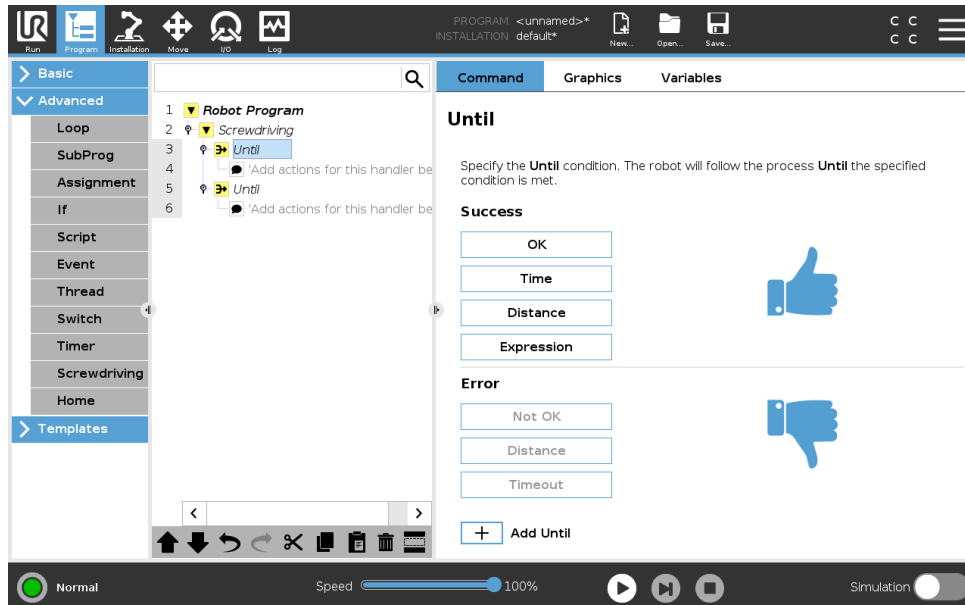 PROGRAM <unnamed>*
INSTALLATION default*
Run
Program
Installation
Move
I/O
Log
New...
Open...
Save...
C C
C C
Basic
Advanced
Loop
SubProg
Assignment
If
Script
Event
Thread
Switch
Timer
Screwdriving
Home
Templates
1 Robot Program
2 Screwdriving
3 Until
4 'Add actions for this handler be
5 Until
6 'Add actions for this handler be
Command Graphics Variables
Until
Specify the Until condition. The robot will follow the process Until the specified
condition is met.
Success
OK
Time
Distance
Expression
Error
Not OK
Distance
Timeout
Add Until
Normal
Speed 100%
Simulation